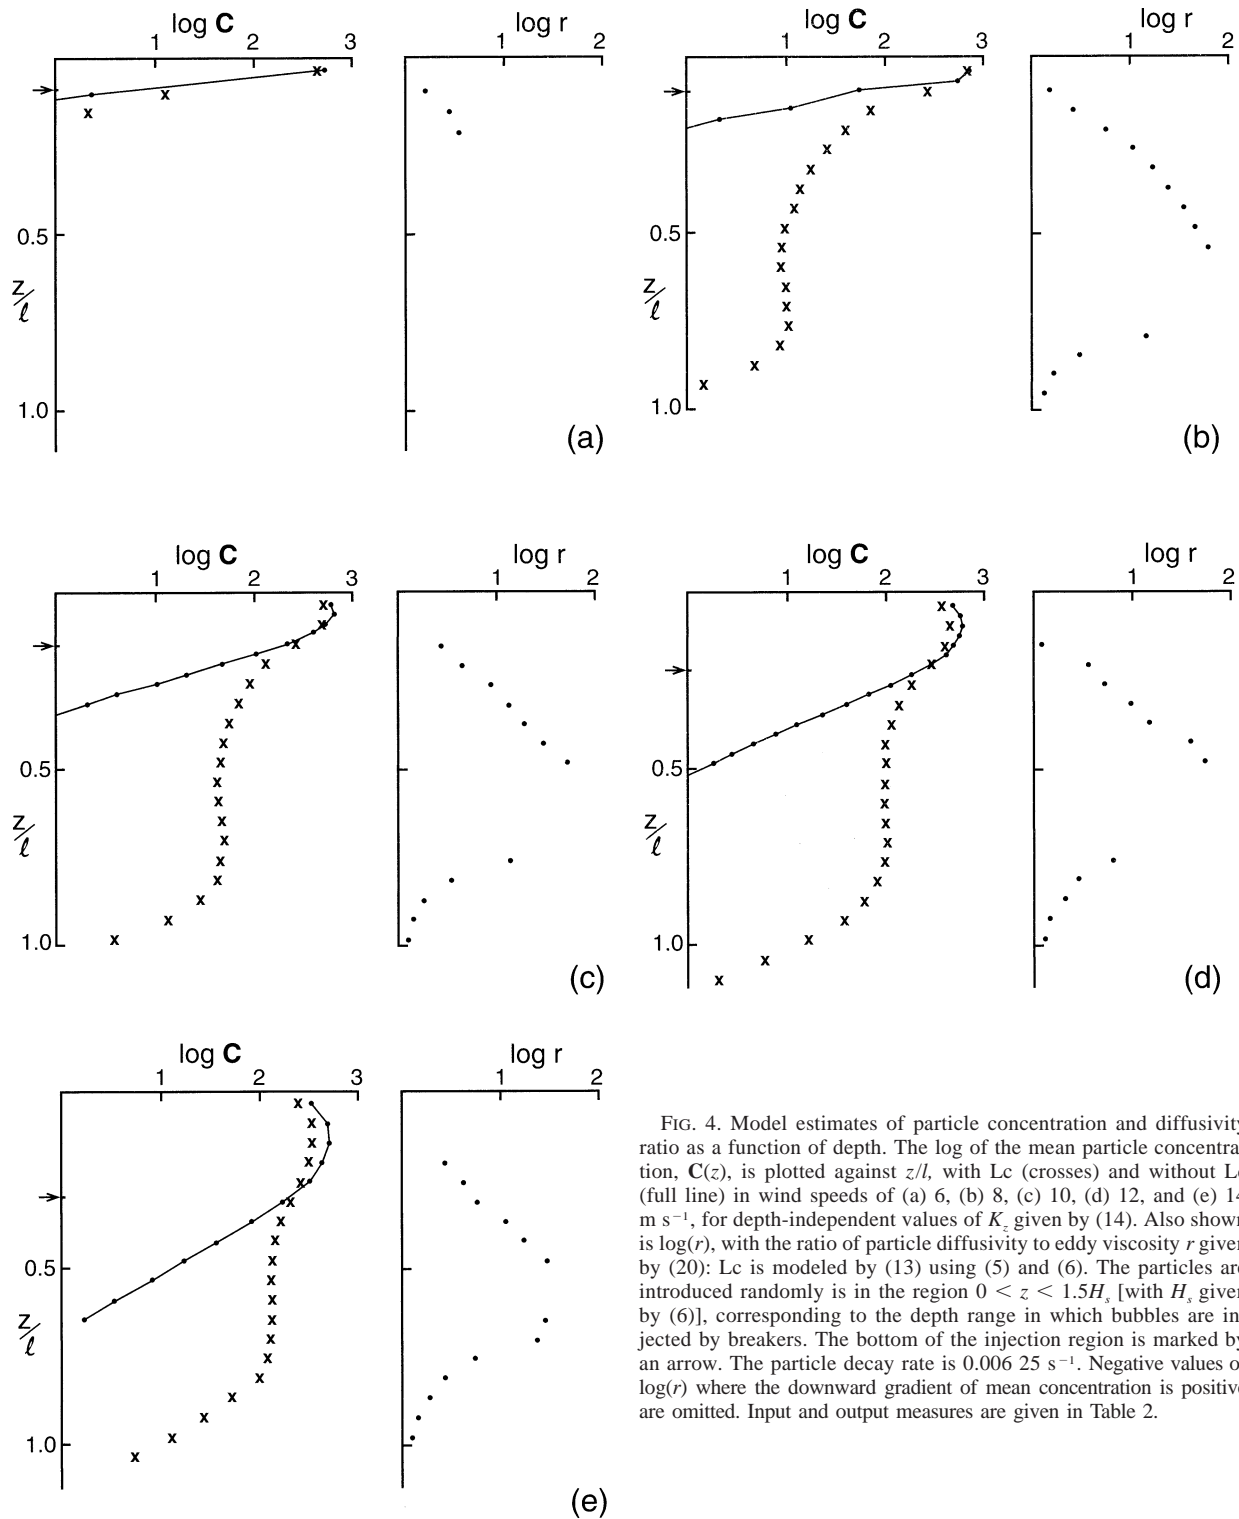 log C
1 2 3
log r
1 2
0.5
z/ℓ
1.0
(a)
log C
1 2 3
log r
1 2
0.5
z/ℓ
1.0
(b)
log C
1 2 3
log r
1 2
0.5
z/ℓ
1.0
(c)
log C
1 2 3
log r
1 2
0.5
z/ℓ
1.0
(d)
log C
1 2 3
log r
1 2
0.5
z/ℓ
1.0
(e)
FIG. 4. Model estimates of particle concentration and diffusivity
ratio as a function of depth. The log of the mean particle concentra
tion, C(z), is plotted against z/l, with Lc (crosses) and without L
(full line) in wind speeds of (a) 6, (b) 8, (c) 10, (d) 12, and (e) 14
m s⁻¹, for depth-independent values of Kz given by (14). Also shown
is log(r), with the ratio of particle diffusivity to eddy viscosity r given
by (20): Lc is modeled by (13) using (5) and (6). The particles are
introduced randomly is in the region 0 < z < 1.5Hs [with Hs given
by (6)], corresponding to the depth range in which bubbles are in
jected by breakers. The bottom of the injection region is marked by
an arrow. The particle decay rate is 0.006 25 s⁻¹. Negative values o
log(r) where the downward gradient of mean concentration is positive
are omitted. Input and output measures are given in Table 2.